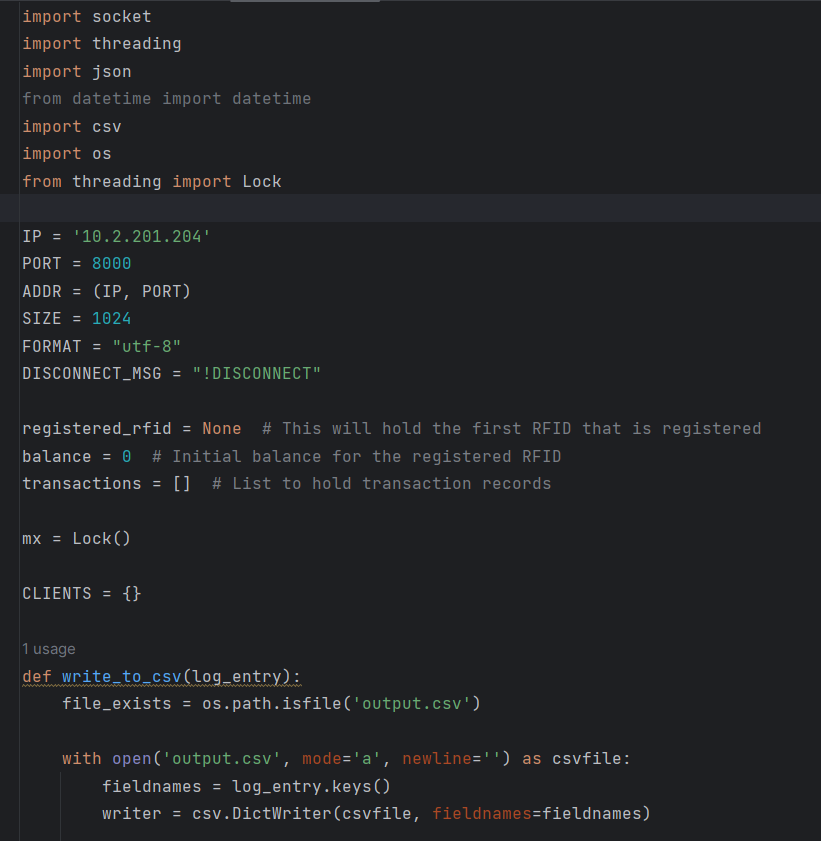 import socket
import threading
import json
from datetime import datetime
import csv
import os
from threading import Lock
IP = '10.2.201.204'
PORT = 8000
ADDR = (IP, PORT)
SIZE = 1024
FORMAT = "utf-8"
DISCONNECT_MSG = "!DISCONNECT"
registered_rfid = None  # This will hold the first RFID that is registered
balance = 0  # Initial balance for the registered RFID
transactions = []  # List to hold transaction records
mx = Lock()
CLIENTS = {}
1 usage
def write_to_csv(log_entry):
    file_exists = os.path.isfile('output.csv')
    with open('output.csv', mode='a', newline='') as csvfile:
        fieldnames = log_entry.keys()
        writer = csv.DictWriter(csvfile, fieldnames=fieldnames)